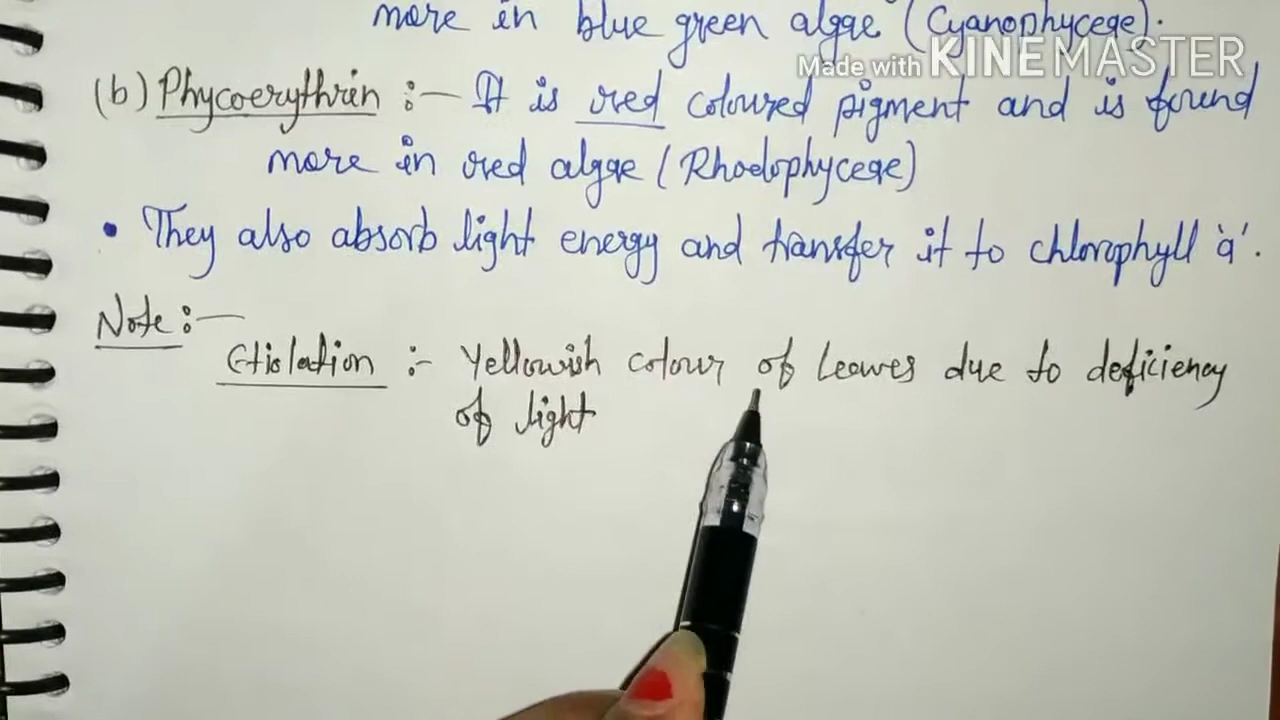 more in blue green algae (Cyanophyceae).
Made with KINEMASTER
(b) Phycoerythrin :— It is red coloured pigment and is found
more in red algae (Rhodophyceae)
• They also absorb light energy and transfer it to chlorophyll 'a'.
Note :—
Etiolation :- Yellowish colour of leaves due to deficiency
of light